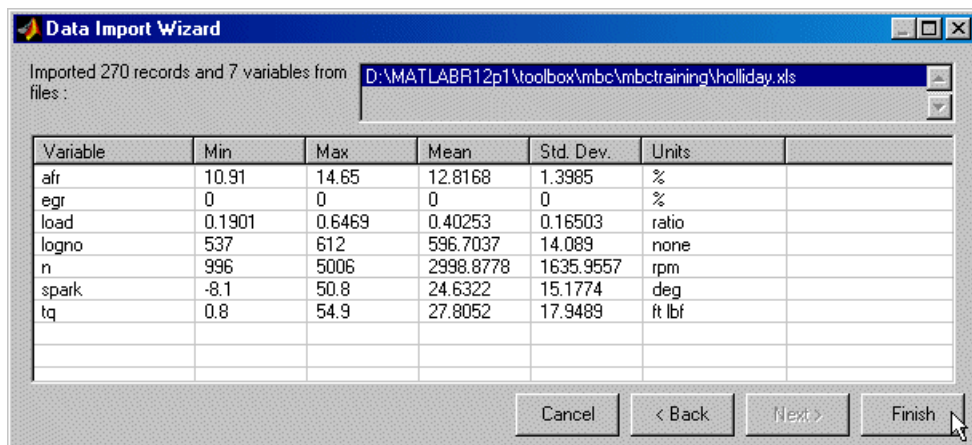 Data Import Wizard
Imported 270 records and 7 variables from
files :
D:\MATLABR12p1\toolbox\mbc\mbctraining\holliday.xls
Variable Min Max Mean Std. Dev. Units
afr 10.91 14.65 12.8168 1.3985 %
egr 0 0 0 0 %
load 0.1901 0.6469 0.40253 0.16503 ratio
logno 537 612 596.7037 14.089 none
n 996 5006 2998.8778 1635.9557 rpm
spark -8.1 50.8 24.6322 15.1774 deg
tq 0.8 54.9 27.8052 17.9489 ft lbf
Cancel < Back Next > Finish